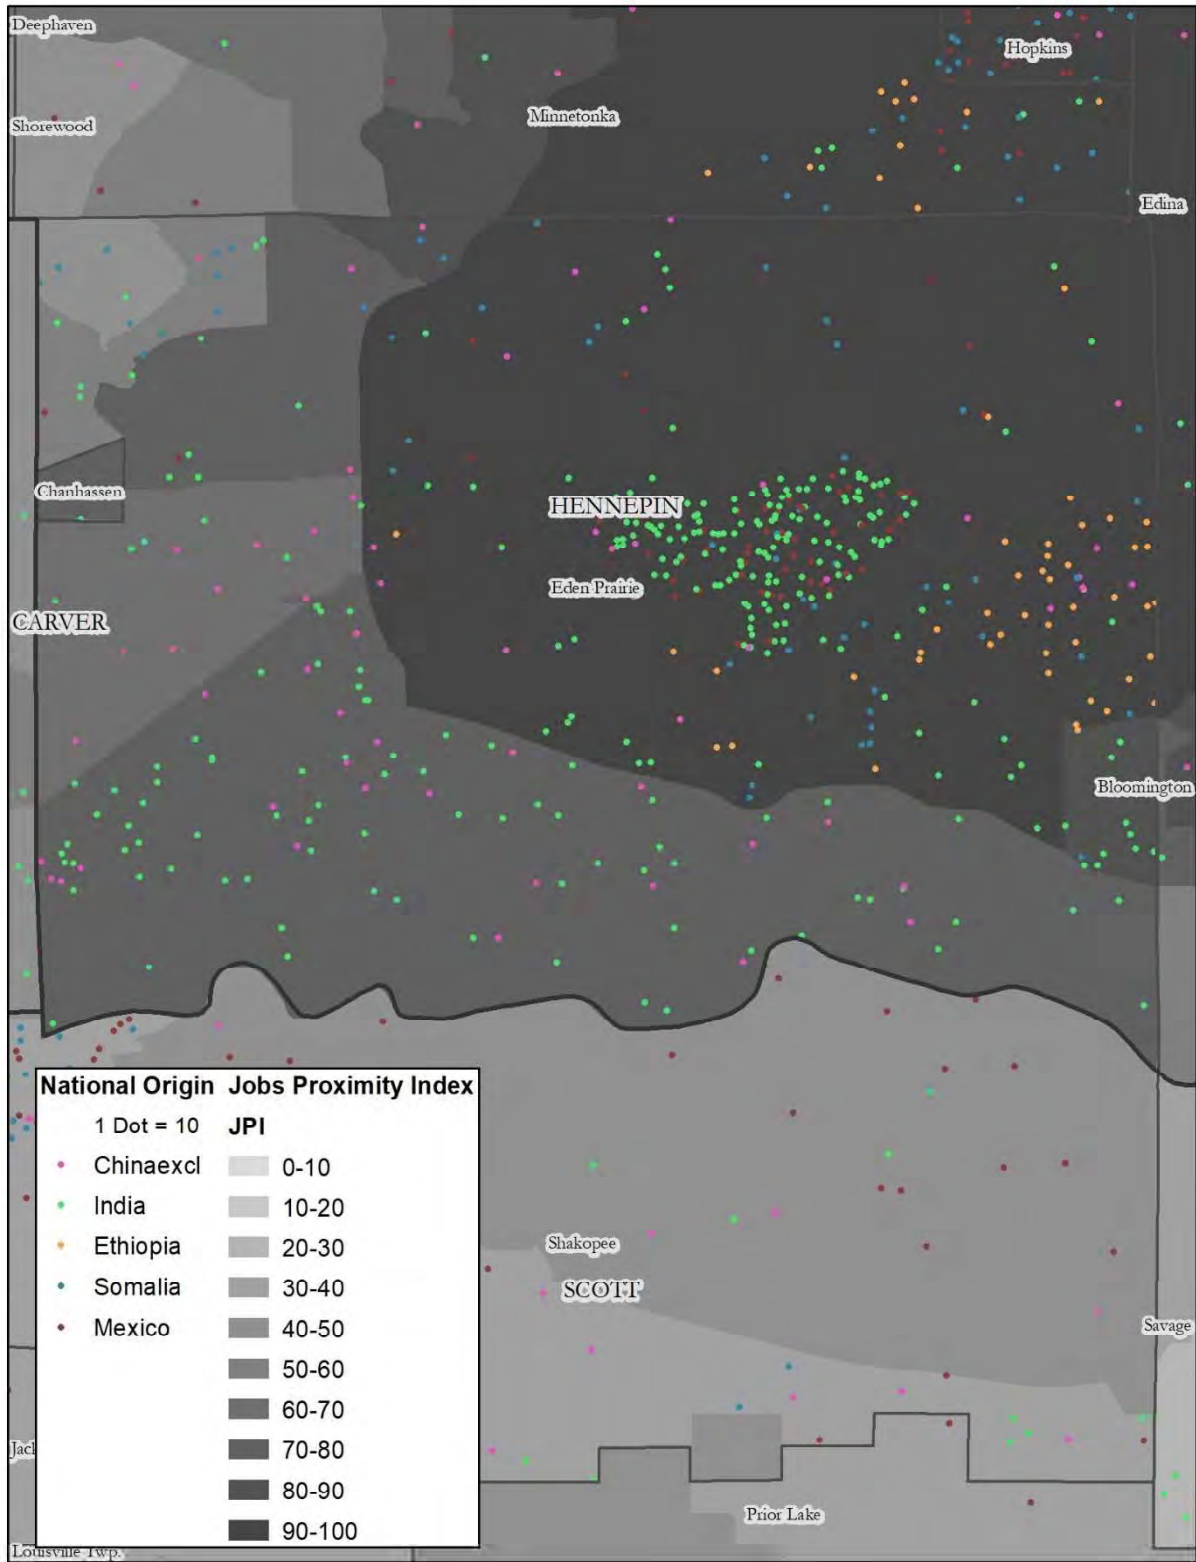 Deephaven
Hopkins
Minnetonka
Shorewood
Edina
Chanhassen
HENNEPIN
Eden Prairie
CARVER
Bloomington
National Origin Jobs Proximity Index
1 Dot = 10 JPI
Chinaexcl 0-10
India 10-20
Ethiopia 20-30
Somalia 30-40
Mexico 40-50
50-60
60-70
70-80
80-90
90-100
Shakopee
SCOTT
Savage
Jack
Prior Lake
Louisville Twp.